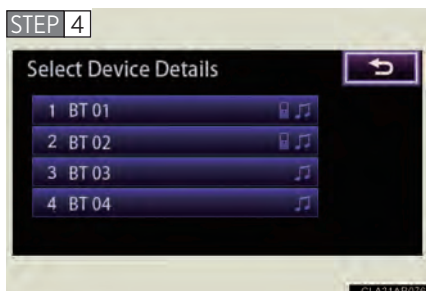 STEP 4
Select Device Details
1 BT 01
2 BT 02
3 BT 03
4 BT 04